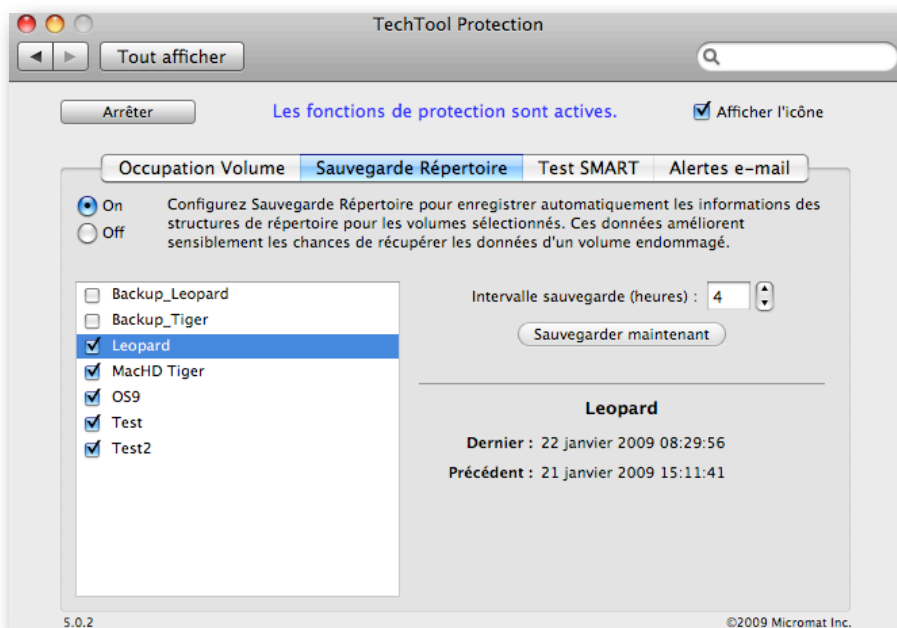 TechTool Protection
Tout afficher
Arrêter
Les fonctions de protection sont actives.
Afficher l'icône
Occupation Volume
Sauvegarde Répertoire
Test SMART
Alertes e-mail
On
Off
Configurez Sauvegarde Répertoire pour enregistrer automatiquement les informations des
structures de répertoire pour les volumes sélectionnés. Ces données améliorent
sensiblement les chances de récupérer les données d'un volume endommagé.
Backup_Leopard
Backup_Tiger
Leopard
MacHD Tiger
OS9
Test
Test2
Intervalle sauvegarde (heures) : 4
Sauvegarder maintenant
Leopard
Dernier : 22 janvier 2009 08:29:56
Précédent : 21 janvier 2009 15:11:41
5.0.2
©2009 Micromat Inc.